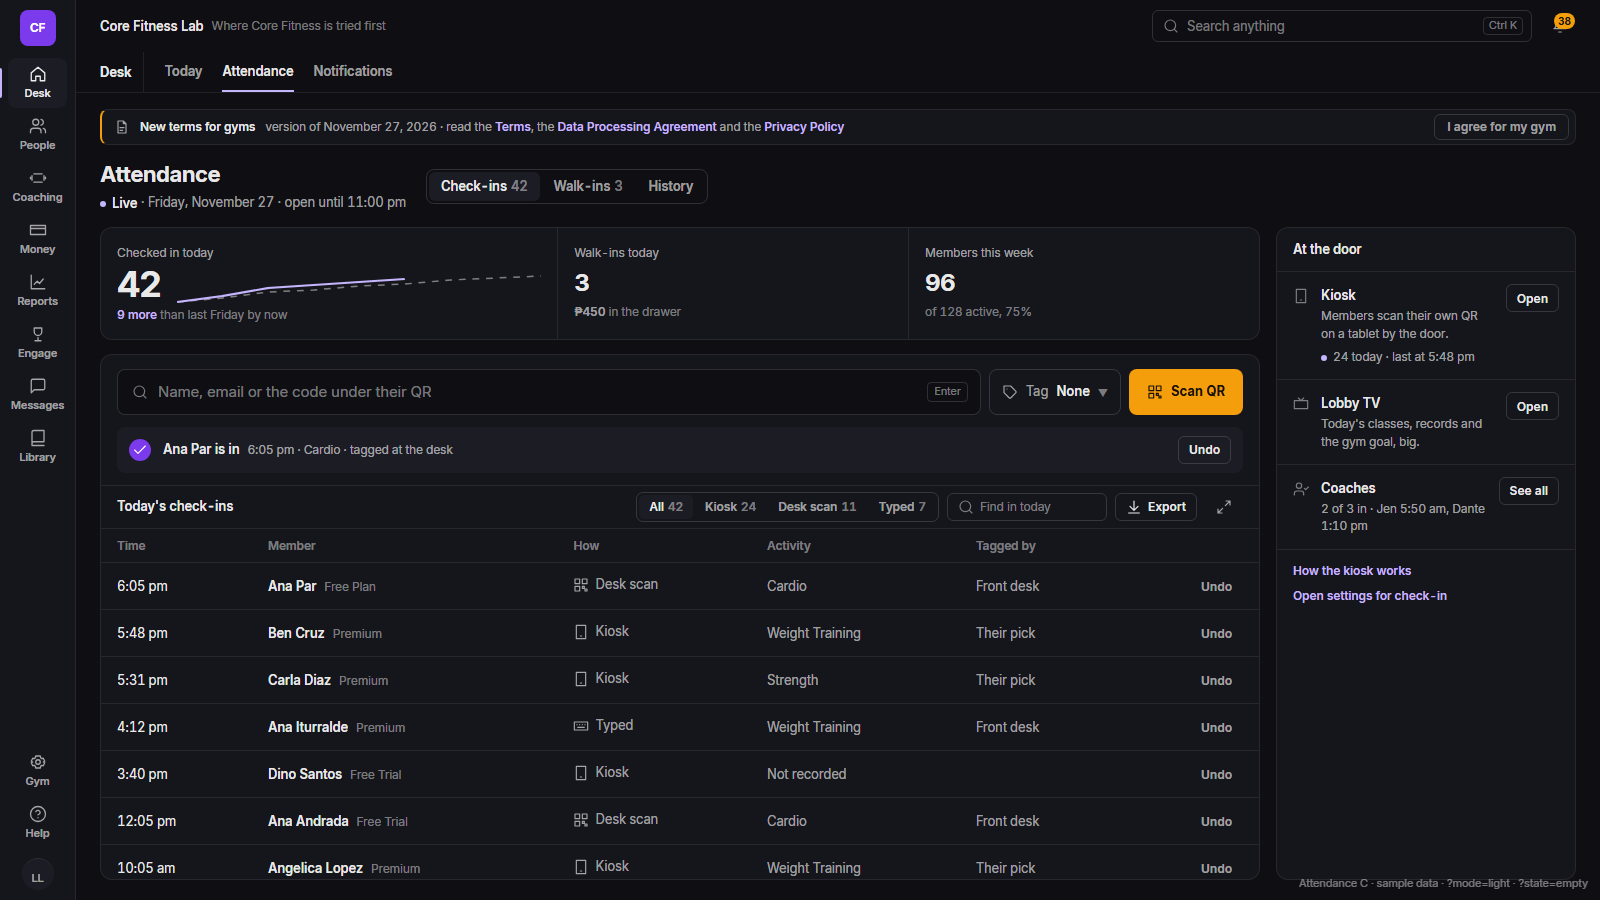 CF
Core Fitness Lab Where Core Fitness is tried first
Search anything Ctrl K
38
Desk Today Attendance Notifications
Desk
People
Coaching
Money
Reports
Engage
Messages
Library
Gym
Help
LL
New terms for gyms version of November 27, 2026 · read the Terms, the Data Processing Agreement and the Privacy Policy
I agree for my gym
Attendance
Live · Friday, November 27 · open until 11:00 pm
Check-ins 42 Walk-ins 3 History
Checked in today
42
9 more than last Friday by now
Walk-ins today
3
₱450 in the drawer
Members this week
96
of 128 active, 75%
Name, email or the code under their QR Enter
Tag None
Scan QR
Ana Par is in 6:05 pm · Cardio · tagged at the desk
Undo
Today's check-ins
All 42 Kiosk 24 Desk scan 11 Typed 7
Find in today
Export
Time Member How Activity Tagged by
6:05 pm Ana Par Free Plan Desk scan Cardio Front desk Undo
5:48 pm Ben Cruz Premium Kiosk Weight Training Their pick Undo
5:31 pm Carla Diaz Premium Kiosk Strength Their pick Undo
4:12 pm Ana Iturralde Premium Typed Weight Training Front desk Undo
3:40 pm Dino Santos Free Trial Kiosk Not recorded Undo
12:05 pm Ana Andrada Free Trial Desk scan Cardio Front desk Undo
10:05 am Angelica Lopez Premium Kiosk Weight Training Their pick Undo
At the door
Kiosk
Open
Members scan their own QR
on a tablet by the door.
24 today · last at 5:48 pm
Lobby TV
Open
Today's classes, records and
the gym goal, big.
Coaches
See all
2 of 3 in · Jen 5:50 am, Dante
1:10 pm
How the kiosk works
Open settings for check-in
Attendance C · sample data · ?mode=light · ?state=empty